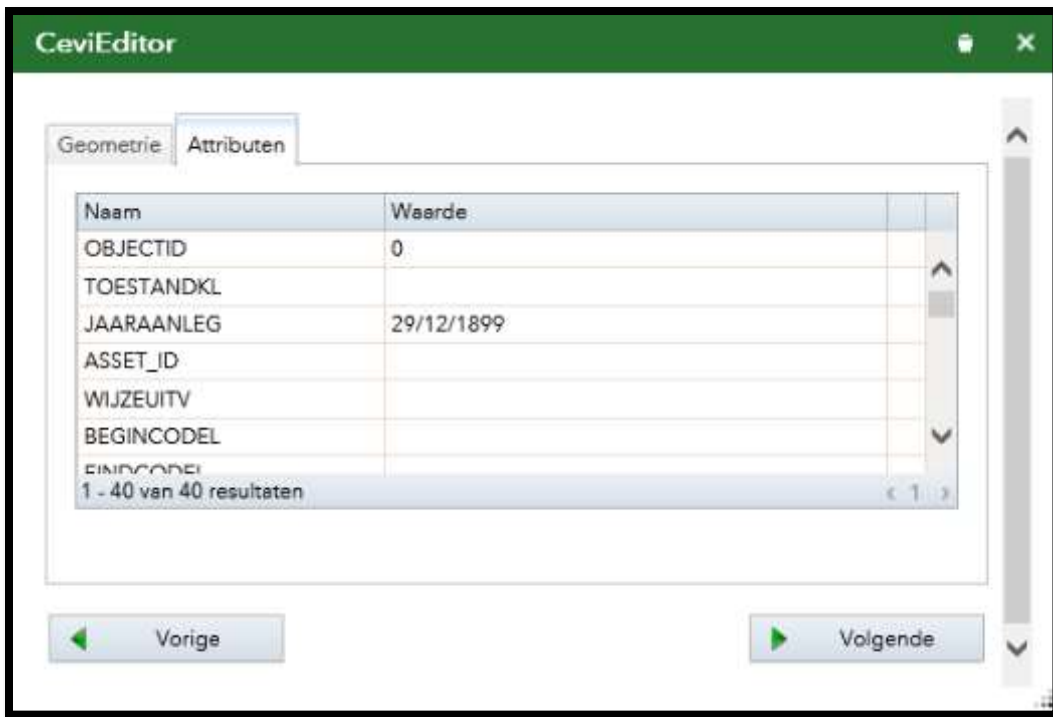 CeviEditor
Geometrie Attributen
Naam Waarde
OBJECTID 0
TOESTANDKL
JAARAANLEG 29/12/1899
ASSET_ID
WIJZEUITV
BEGINCODEL
EINDCODEL
1 - 40 van 40 resultaten < 1 >
Vorige Volgende